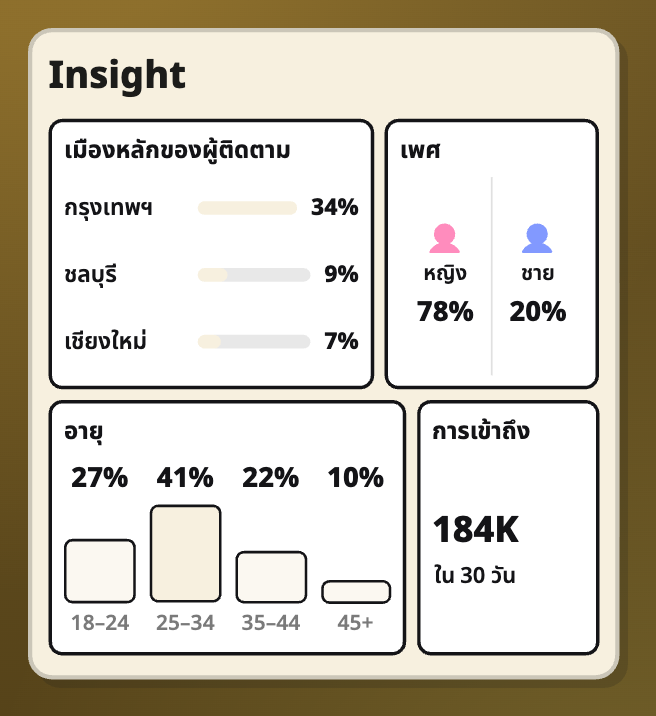 Insight
เมืองหลักของผู้ติดตาม
กรุงเทพฯ 34%
ชลบุรี 9%
เชียงใหม่ 7%
เพศ
หญิง ชาย
78% 20%
อายุ
27% 41% 22% 10%
18–24 25–34 35–44 45+
การเข้าถึง
184K
ใน 30 วัน